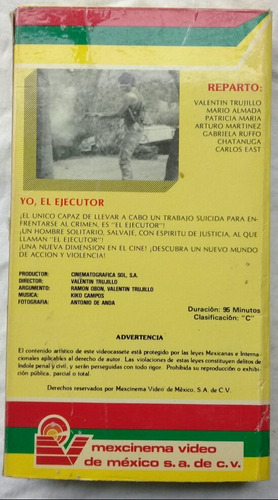 REPARTO:
VALENTIN TRUJILLO
MARIO ALMADA
PATRICIA MARIA
ARTURO MARTINEZ
GABRIELA RUFFO
CHATANUGA
CARLOS EAST
YO, EL EJECUTOR
¡EL UNICO CAPAZ DE LLEVAR A CABO UN TRABAJO SUICIDA PARA EN-
FRENTARSE AL CRIMEN, ES "EL EJECUTOR"!
¡UN HOMBRE SOLITARIO, SALVAJE, CON ESPIRITU DE JUSTICIA, AL QUE
LLAMAN "EL EJECUTOR"!
¡UNA NUEVA DIMENSION EN EL CINE! ¡DESCUBRA UN NUEVO MUNDO
DE ACCION Y VIOLENCIA!
PRODUCTOR: CINEMATOGRAFICA SOL, S.A.
DIRECTOR: VALENTIN TRUJILLO
ARGUMENTO: RAMON OBON, VALENTIN TRUJILLO
MUSICA: KIKO CAMPOS
FOTOGRAFIA: ANTONIO DE ANDA
Duración: 95 Minutos
Clasificación: "C"
ADVERTENCIA
El contenido artístico de este videocassete está protegido por las leyes Mexicanas e Inter-
nacionales aplicables al derecho de autor. Las violaciones de estas leyes constituyen delitos de
índole penal y civil, y serán perseguidas con todo rigor. Prohibida su reproducción o exhibi-
ción pública, parcial o total.
Derechos reservados por Mexcinema Video de México, S.A. de C.V.
mexcinema video
de méxico s.a. de c.v.